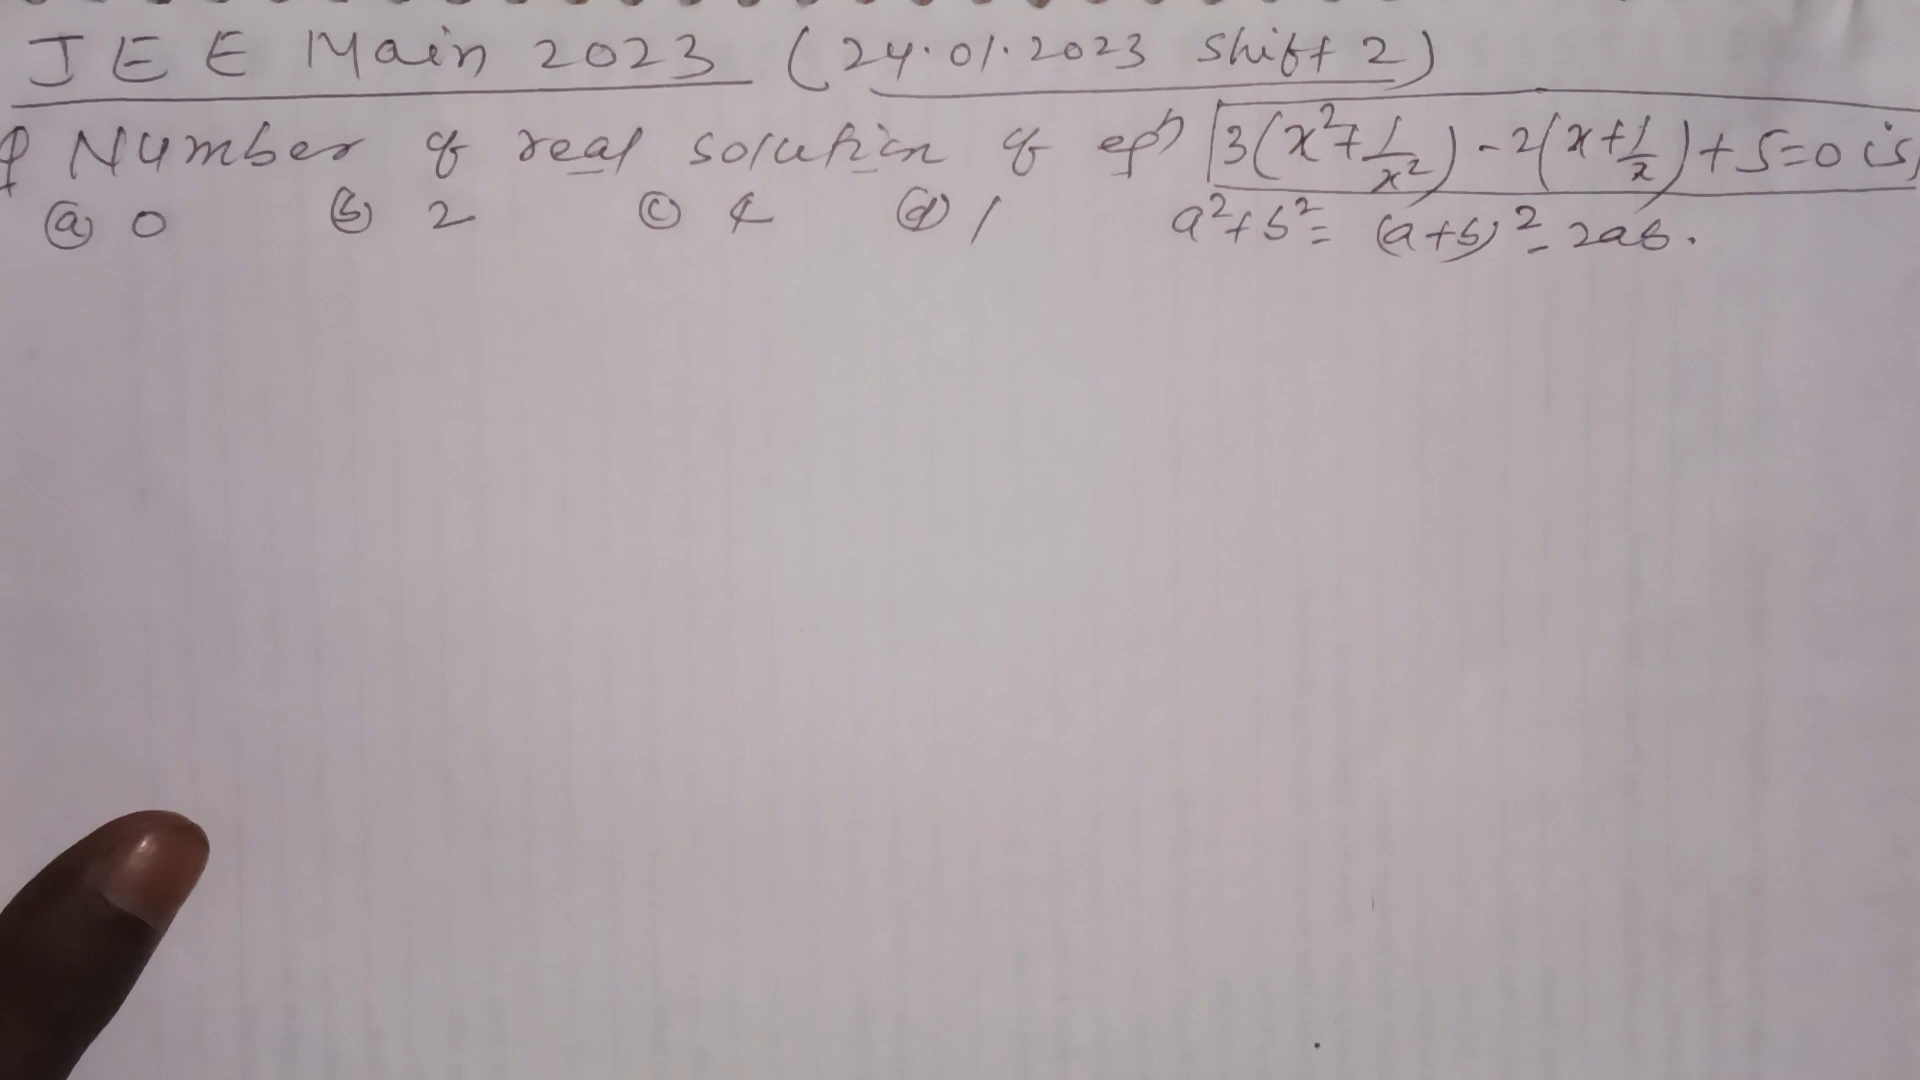 JEE Main 2023 (24.01.2023 Shift 2)
Q Number of real solution of eqn 3(x²+1/x²)-2(x+1/x)+5=0 is,
(a) 0 (b) 2 (c) 4 (d) 1 a²+b²= (a+b)²-2ab.